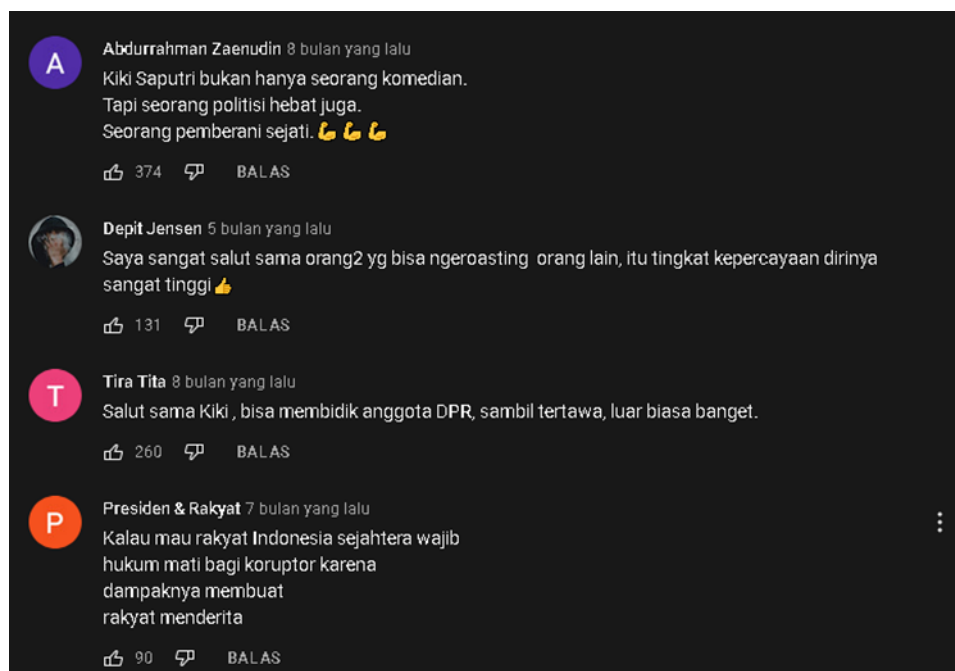 A
Abdurrahman Zaenudin 8 bulan yang lalu
Kiki Saputri bukan hanya seorang komedian.
Tapi seorang politisi hebat juga.
Seorang pemberani sejati.💪 💪 💪
374 BALAS
Depit Jensen 5 bulan yang lalu
Saya sangat salut sama orang2 yg bisa ngeroasting orang lain, itu tingkat kepercayaan dirinya
sangat tinggi👍
131 BALAS
T
Tira Tita 8 bulan yang lalu
Salut sama Kiki , bisa membidik anggota DPR, sambil tertawa, luar biasa banget.
260 BALAS
P
Presiden & Rakyat 7 bulan yang lalu
Kalau mau rakyat Indonesia sejahtera wajib
hukum mati bagi koruptor karena
dampaknya membuat
rakyat menderita
90 BALAS